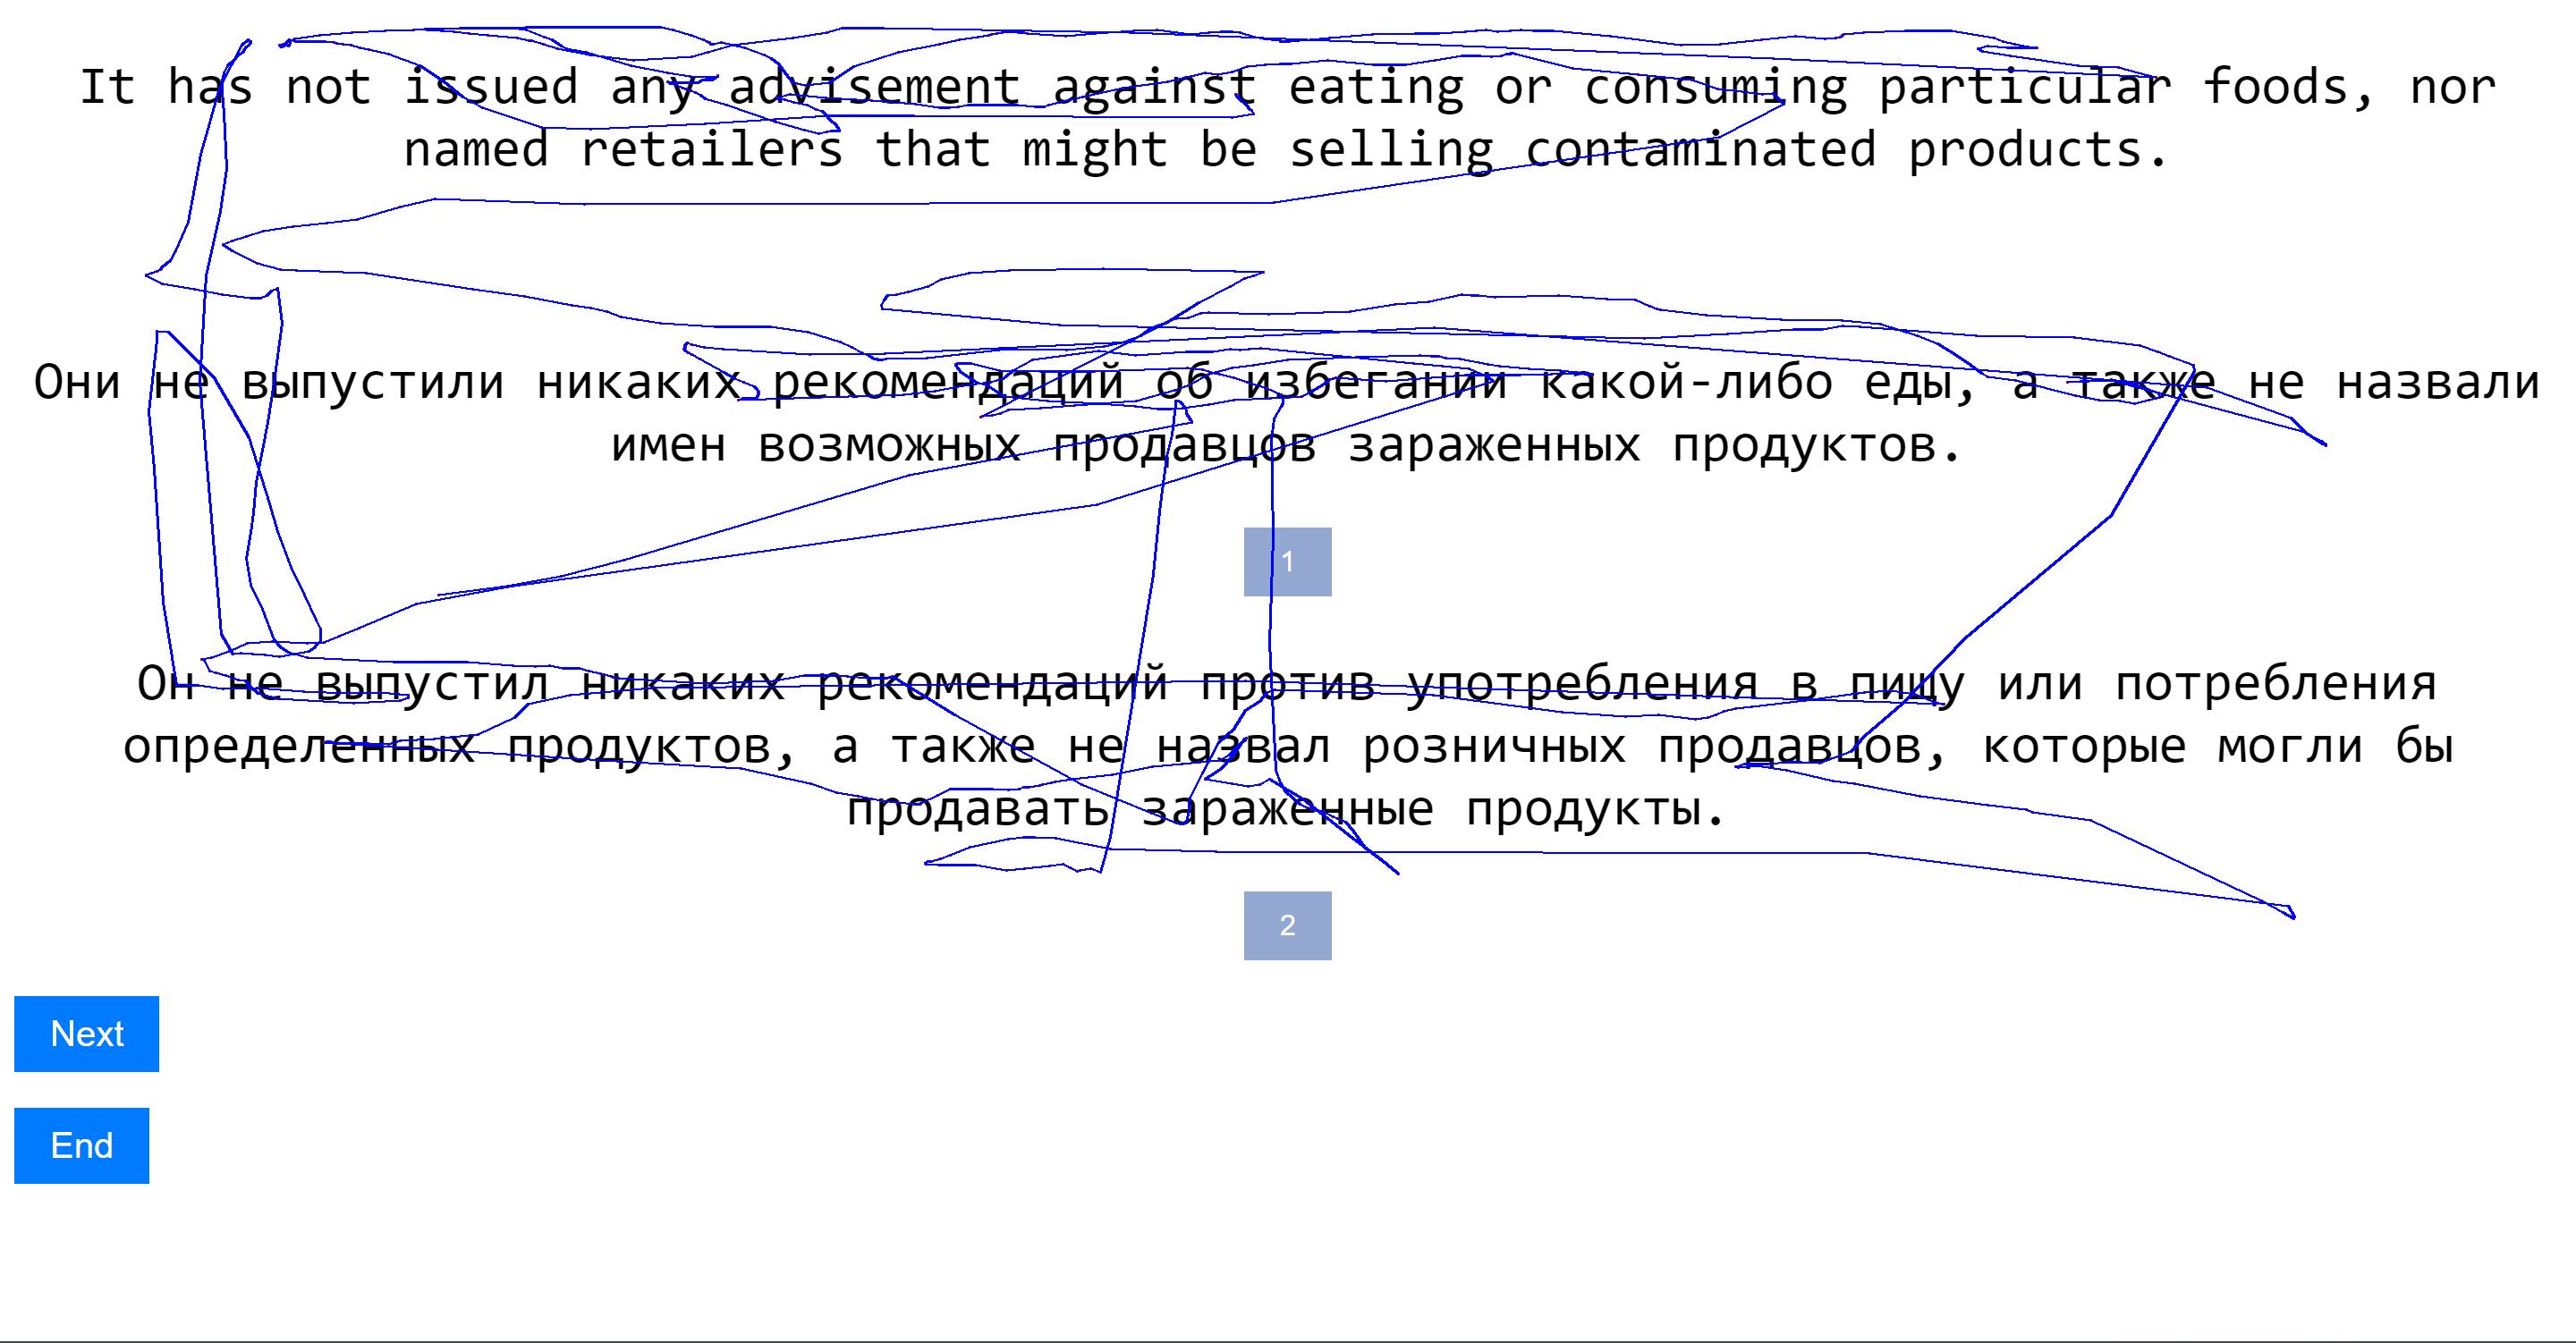 It has not issued any advisement against eating or consuming particular foods, nor
named retailers that might be selling contaminated products.
Они не выпустили никаких рекомендаций об избегании какой-либо еды, а также не назвали
имен возможных продавцов зараженных продуктов.
1
Он не выпустил никаких рекомендаций против употребления в пищу или потребления
определенных продуктов, а также не назвал розничных продавцов, которые могли бы
продавать зараженные продукты.
2
Next
End